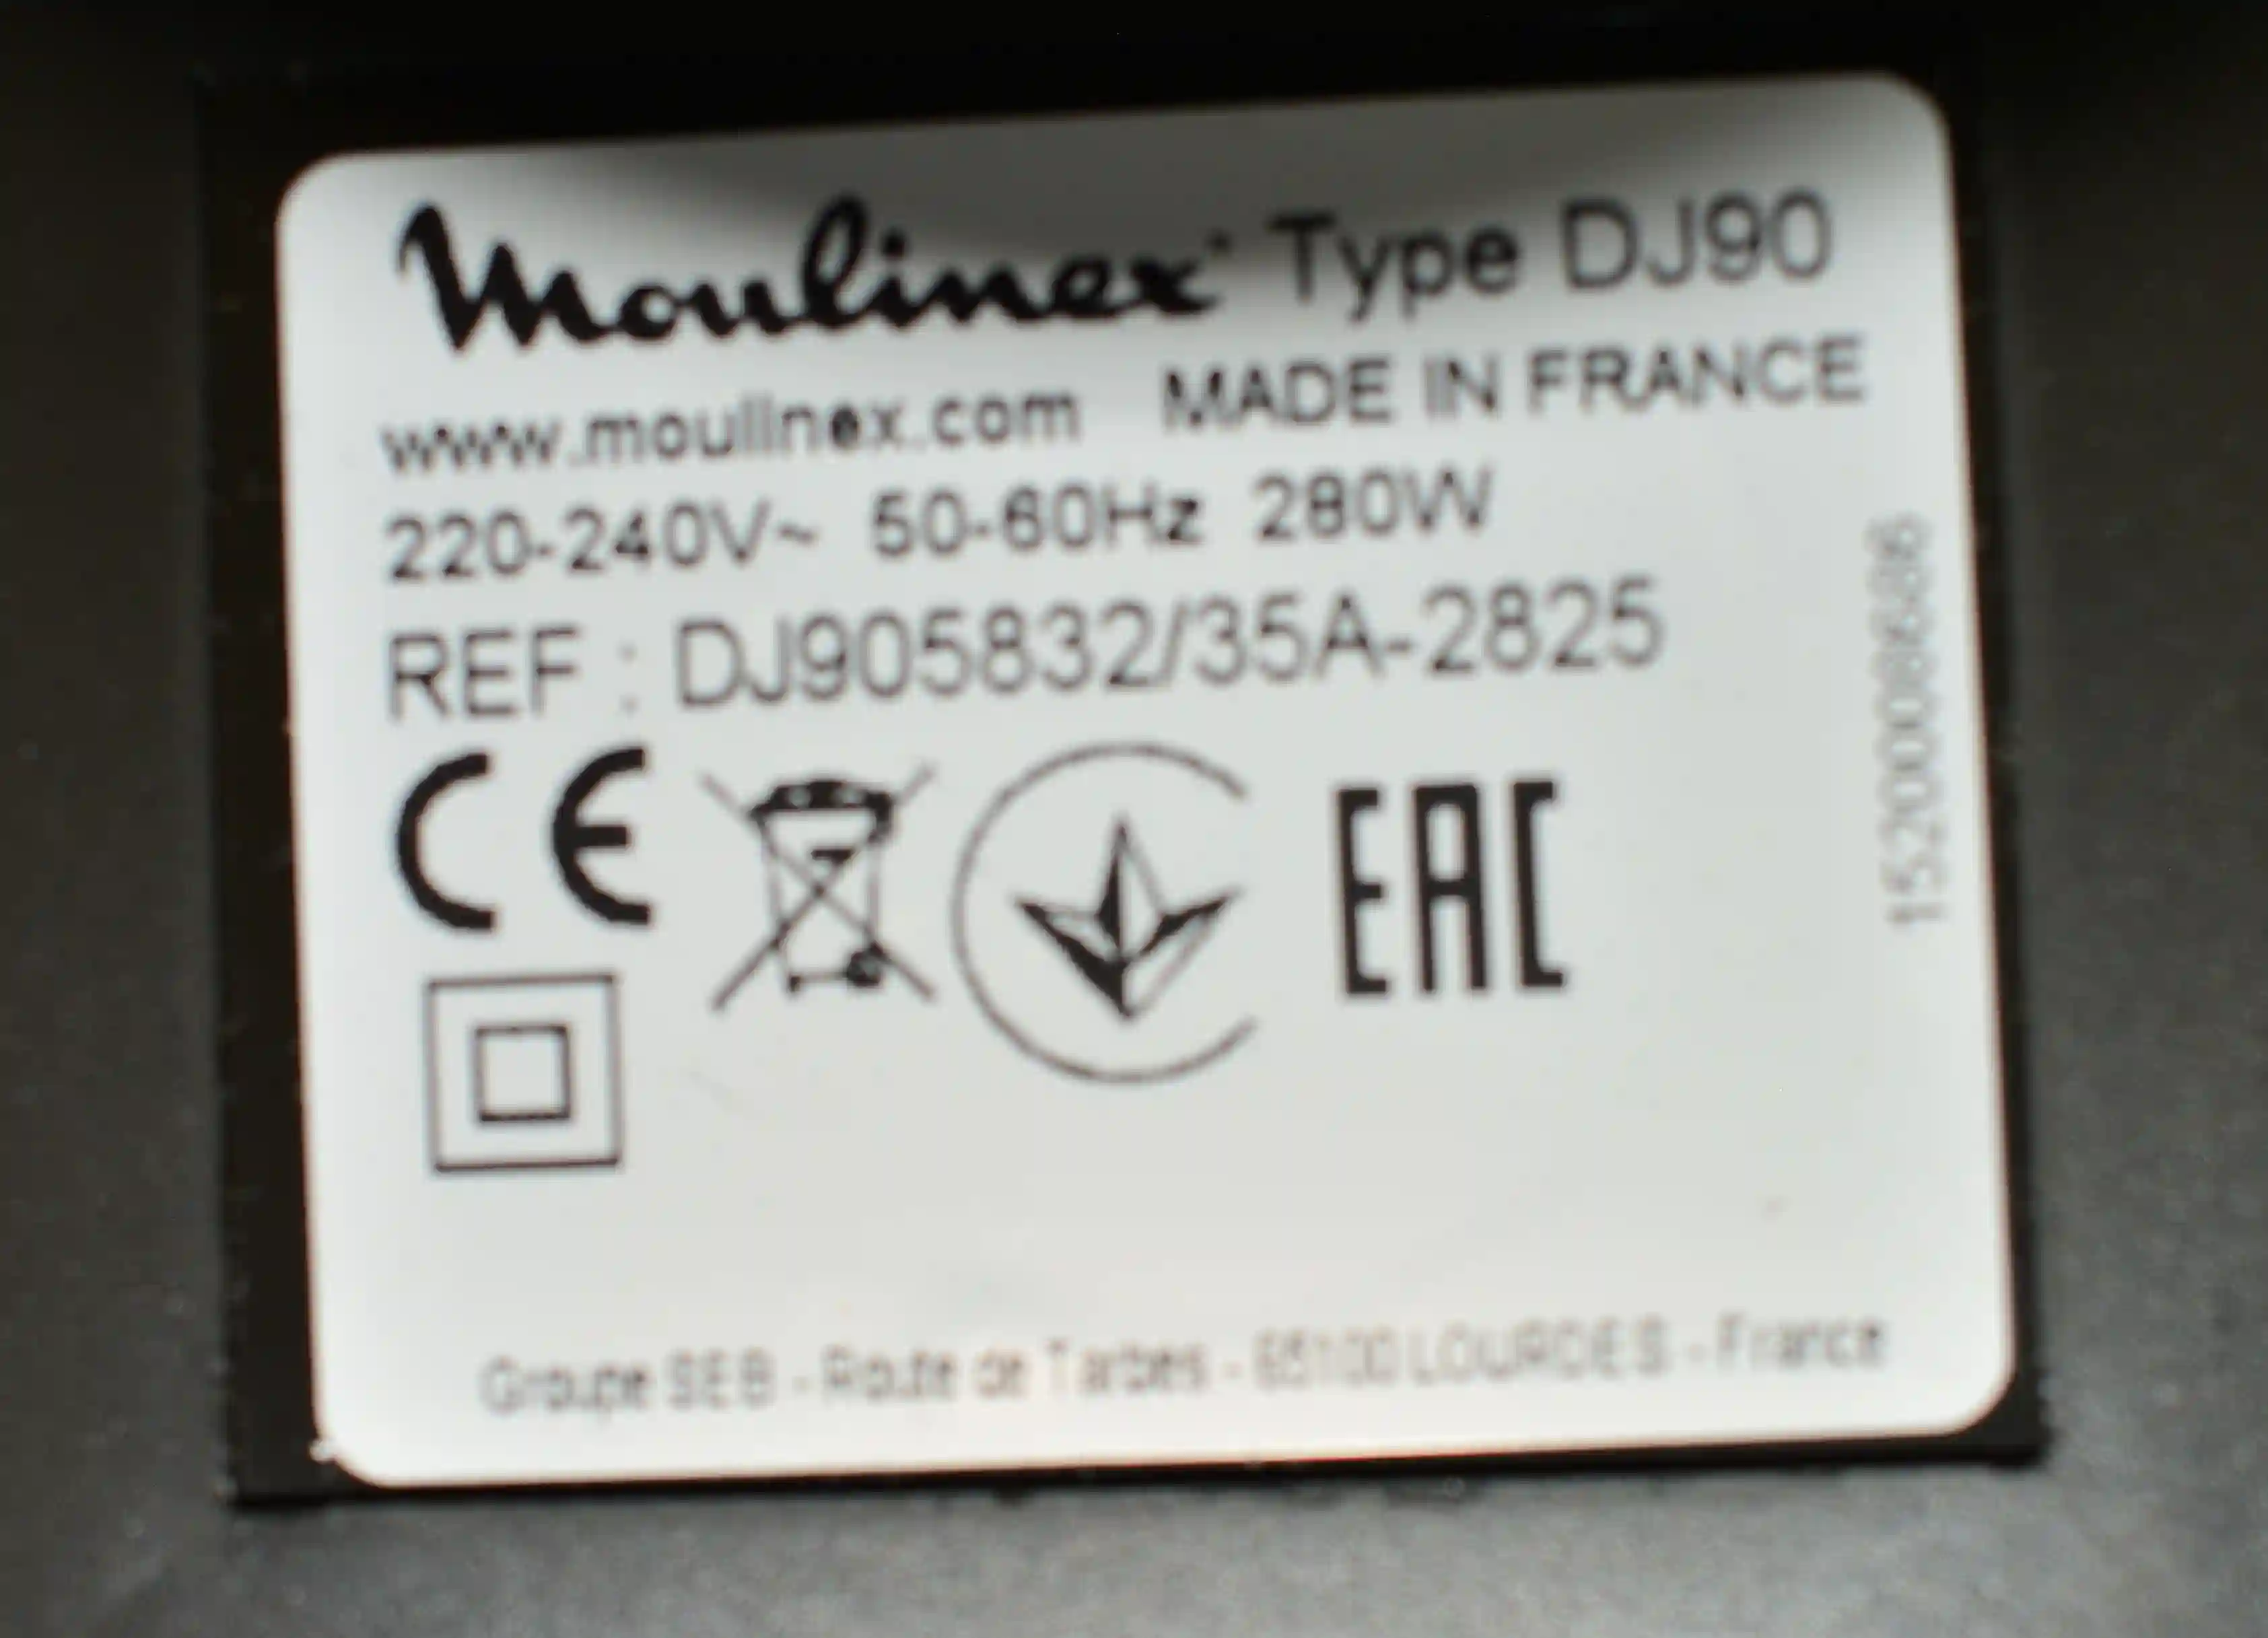 Moulinex Type DJ90
www.moulinex.com MADE IN FRANCE
220-240V~ 50-60Hz 280W
REF : DJ905832/35A-2825
CE EAC
Groupe SEB - Route de Tarbes - 65100 LOURDES - France